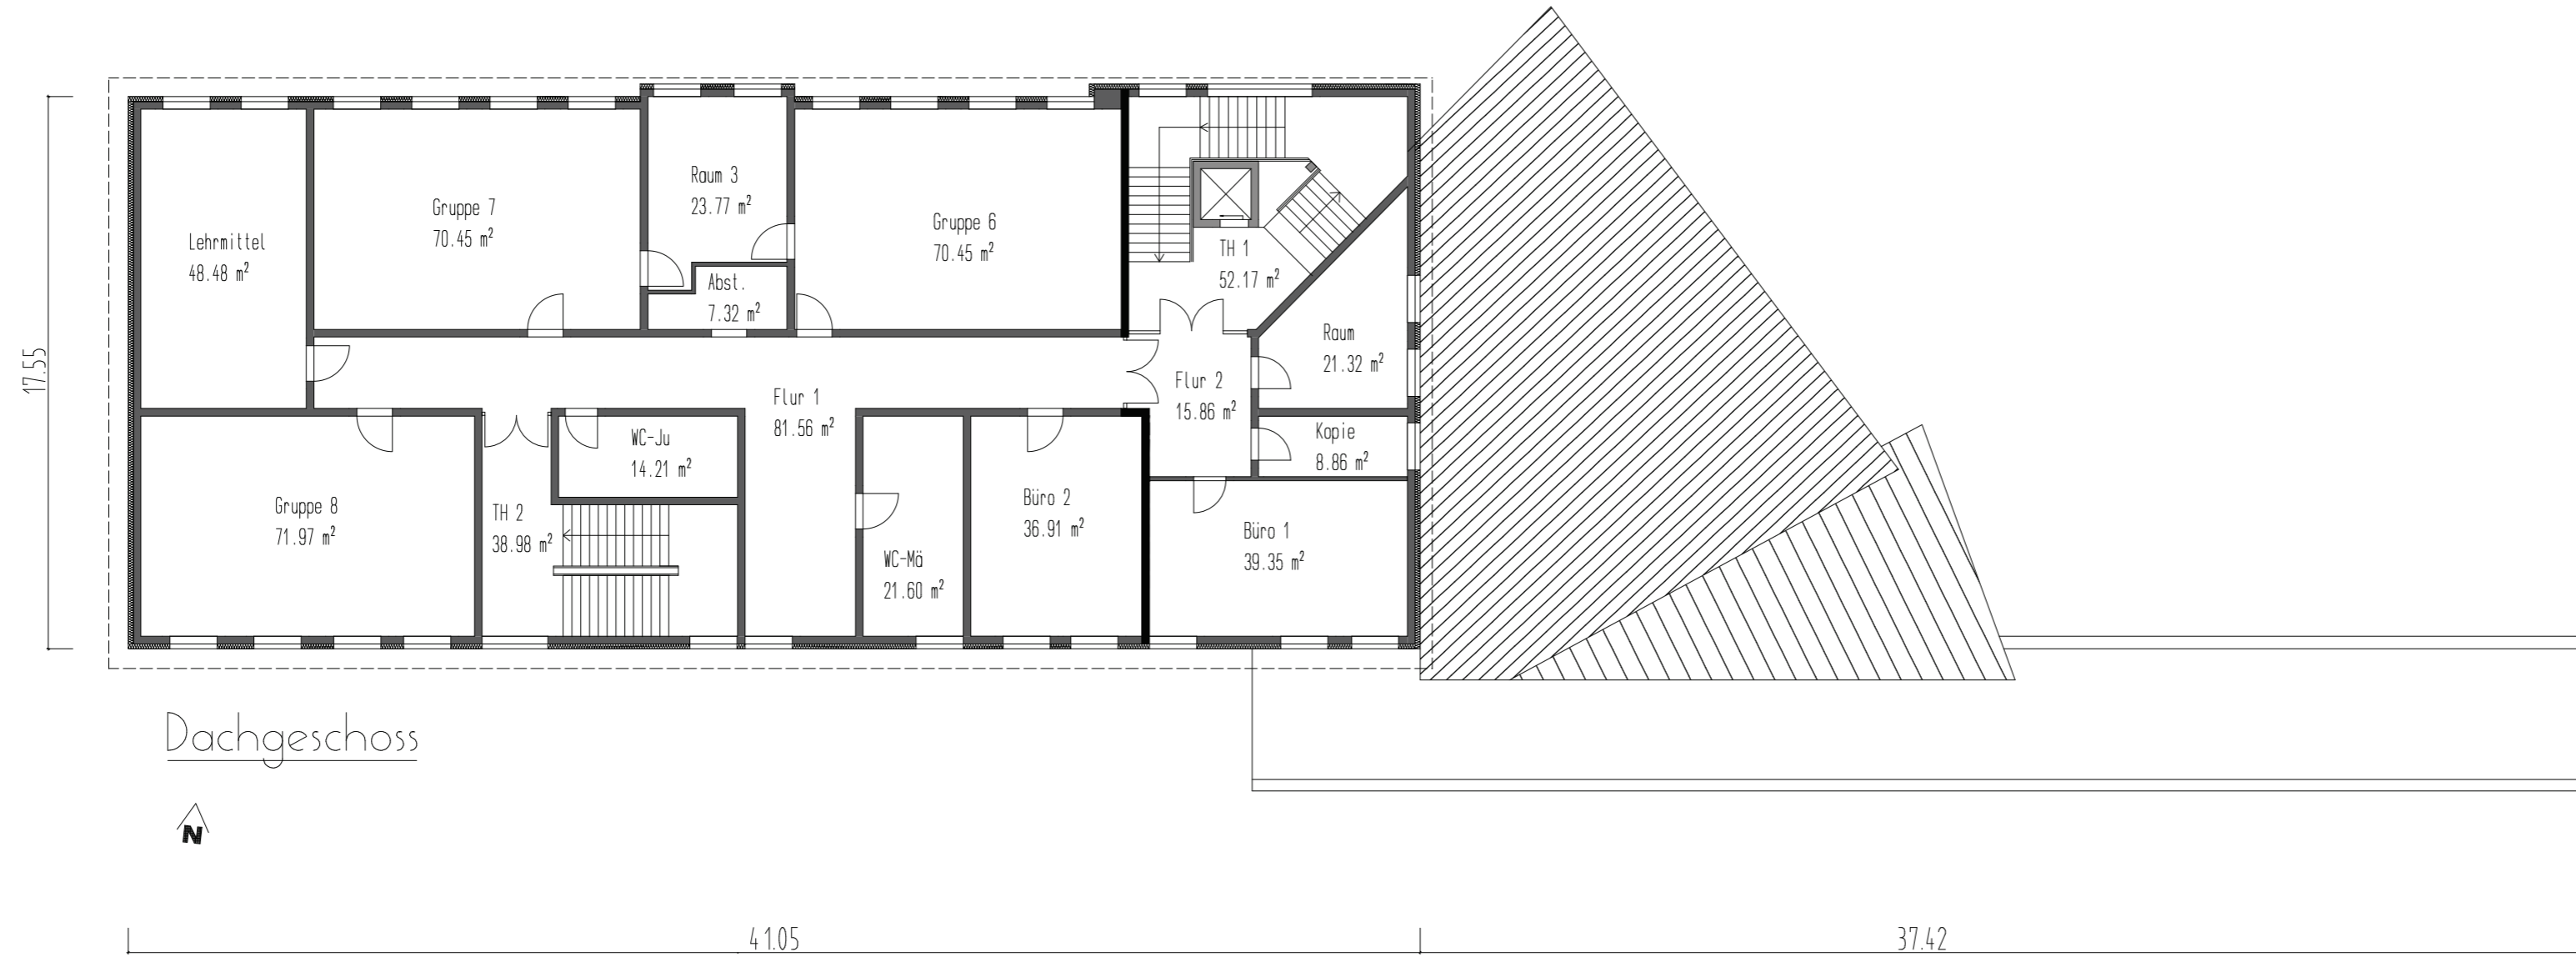 Lehrmittel
48.48 m²
Gruppe 7
70.45 m²
Raum 3
23.77 m²
Abst.
7.32 m²
Gruppe 6
70.45 m²
TH 1
52.17 m²
Raum
21.32 m²
Flur 1
81.56 m²
Flur 2
15.86 m²
Kopie
8.86 m²
Gruppe 8
71.97 m²
TH 2
38.98 m²
WC-Ju
14.21 m²
WC-Mä
21.60 m²
Büro 2
36.91 m²
Büro 1
39.35 m²
17.55
Dachgeschoss
N
41.05
37.42